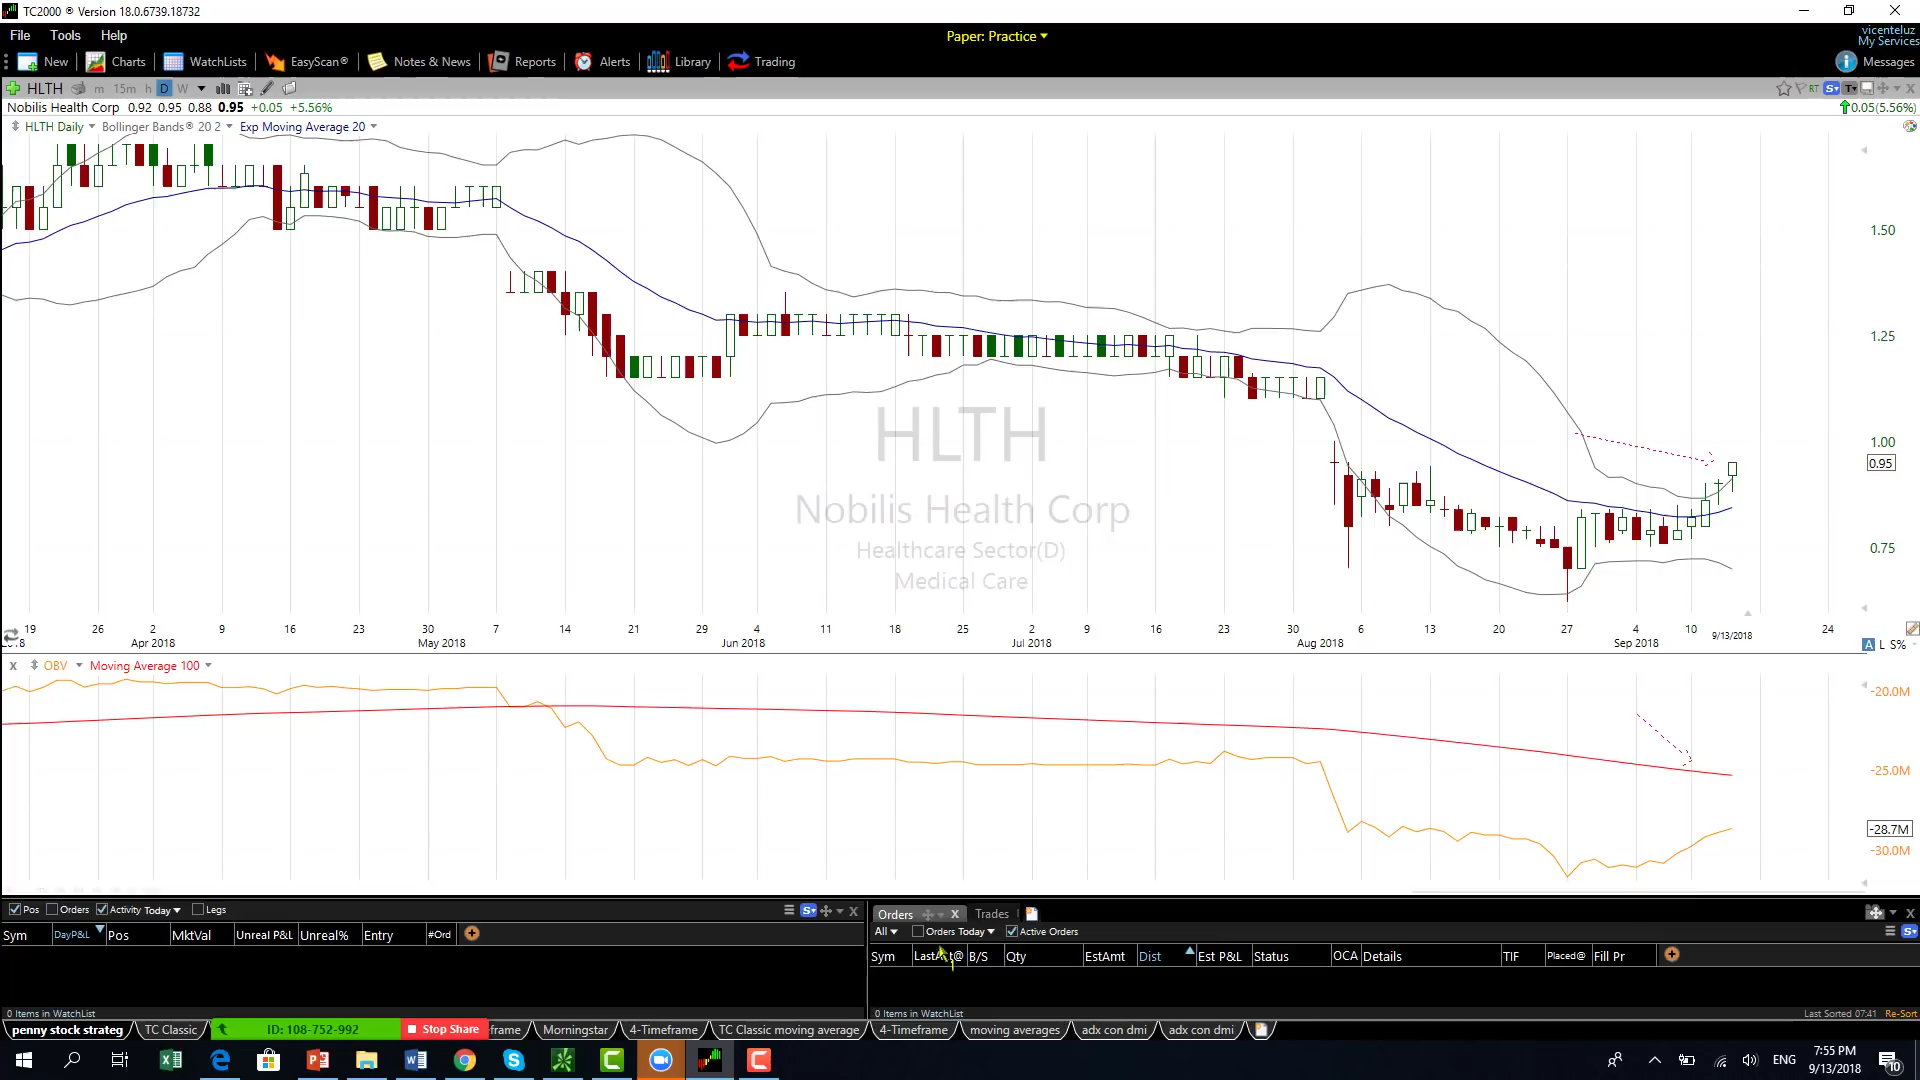 TC2000 ® Version 18.0.6739.18732
File Tools Help
Paper: Practice
vicenteluz
My Services
New Charts WatchLists EasyScan® Notes & News Reports Alerts Library Trading
Messages
HLTH m 15m h D W
RT S T
Nobilis Health Corp 0.92 0.95 0.88 0.95 +0.05 +5.56%
0.05(5.56%)
HLTH Daily Bollinger Bands® 20 2 Exp Moving Average 20
1.50
1.25
1.00
0.95
0.75
HLTH
Nobilis Health Corp
Healthcare Sector(D)
Medical Care
19 26 2 9 16 23 30 7 14 21 29 4 11 18 25 2 9 16 23 30 6 13 20 27 4 10 9/13/2018 24
Apr 2018 May 2018 Jun 2018 Jul 2018 Aug 2018 Sep 2018
A L S%
X OBV Moving Average 100
-20.0M
-25.0M
-28.7M
-30.0M
Pos Orders Activity Today Legs
Sym DayP&L Pos MktVal Unreal P&L Unreal% Entry #Ord
0 Items in WatchList
Orders Trades
All Orders Today Active Orders
Sym B/S Qty EstAmt Dist Est P&L Status OCA Details TIF Placed@ Fill Pr
0 Items in WatchList
Last Sorted 07:41 Re-Sort
penny stock strateg TC Classic ID: 108-752-992 Stop Share frame Morningstar 4-Timeframe TC Classic moving average 4-Timeframe moving averages adx con dmi adx con dmi
ENG
7:55 PM
9/13/2018
10